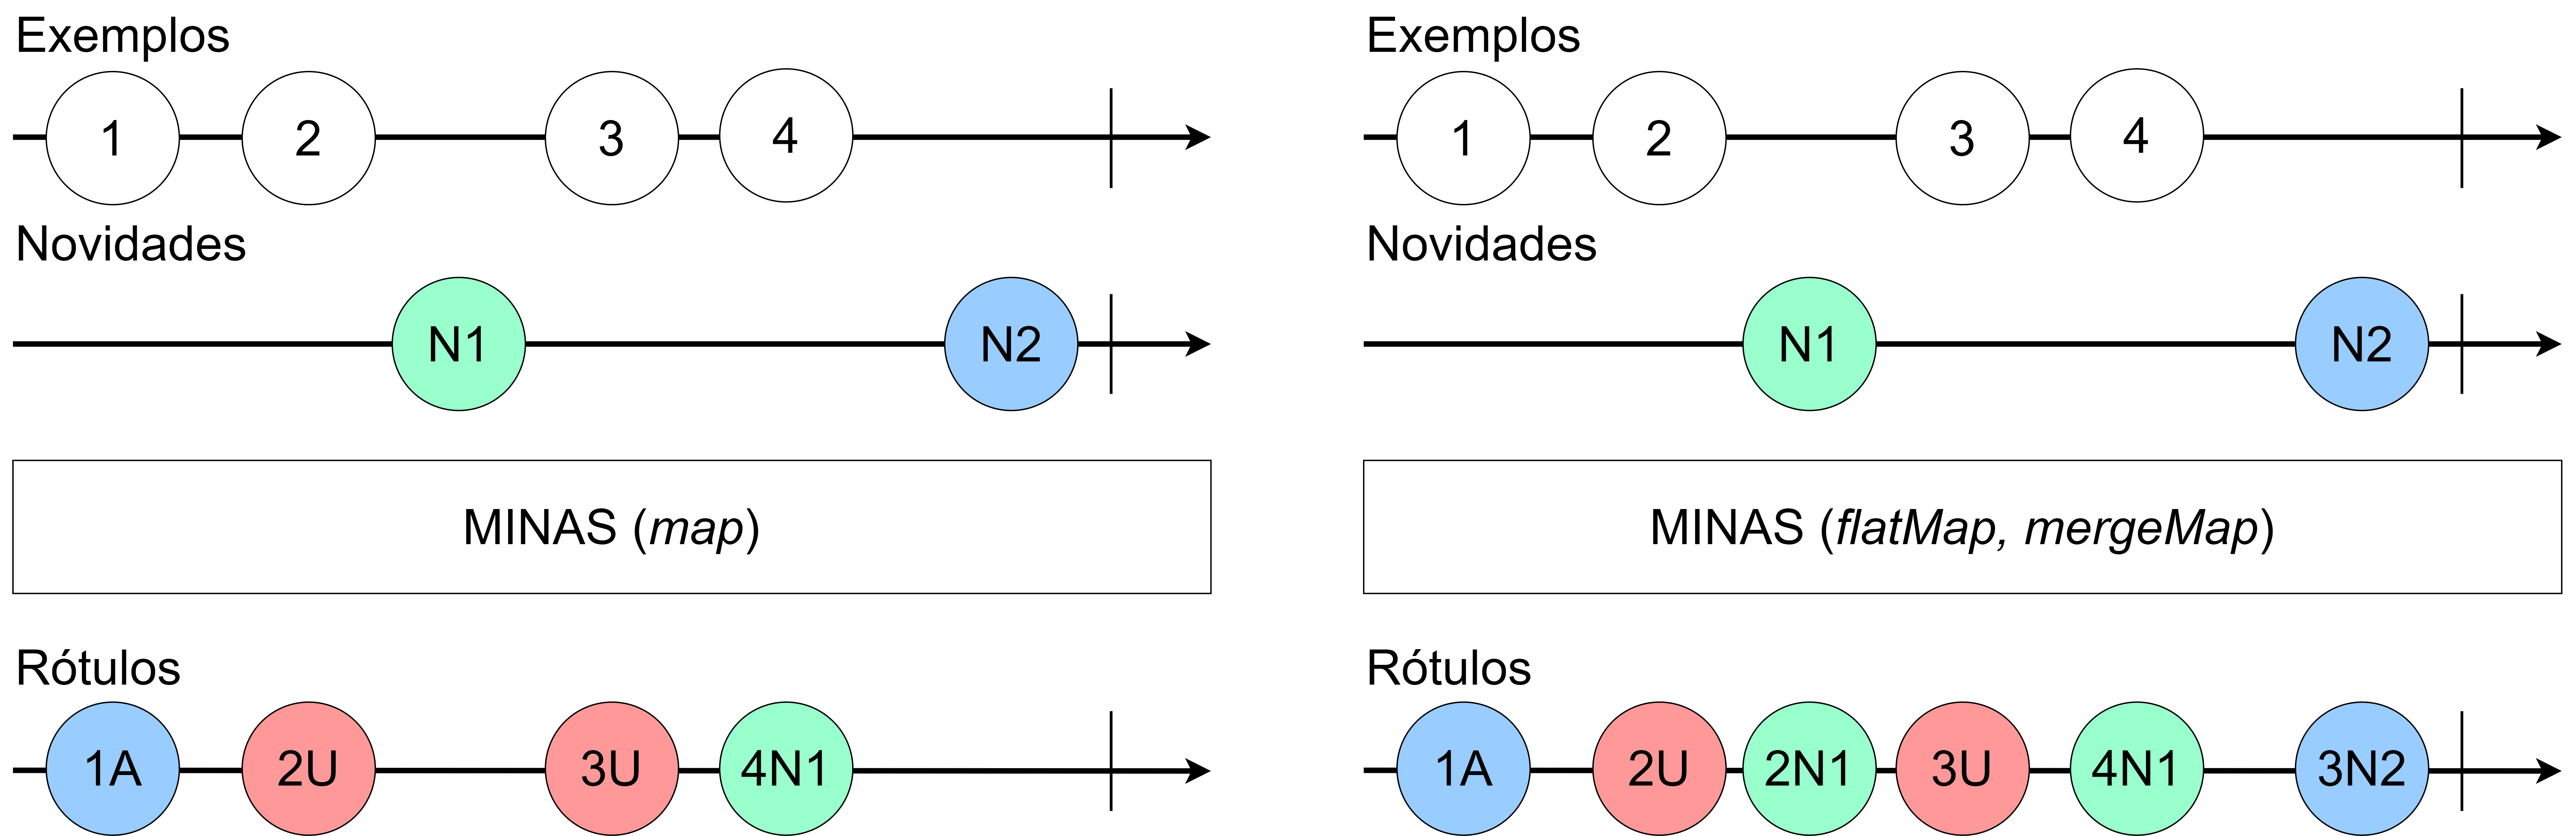 Exemplos
1 2 3 4
Novidades
N1 N2
MINAS (map)
Rótulos
1A 2U 3U 4N1
Exemplos
1 2 3 4
Novidades
N1 N2
MINAS (flatMap, mergeMap)
Rótulos
1A 2U 2N1 3U 4N1 3N2